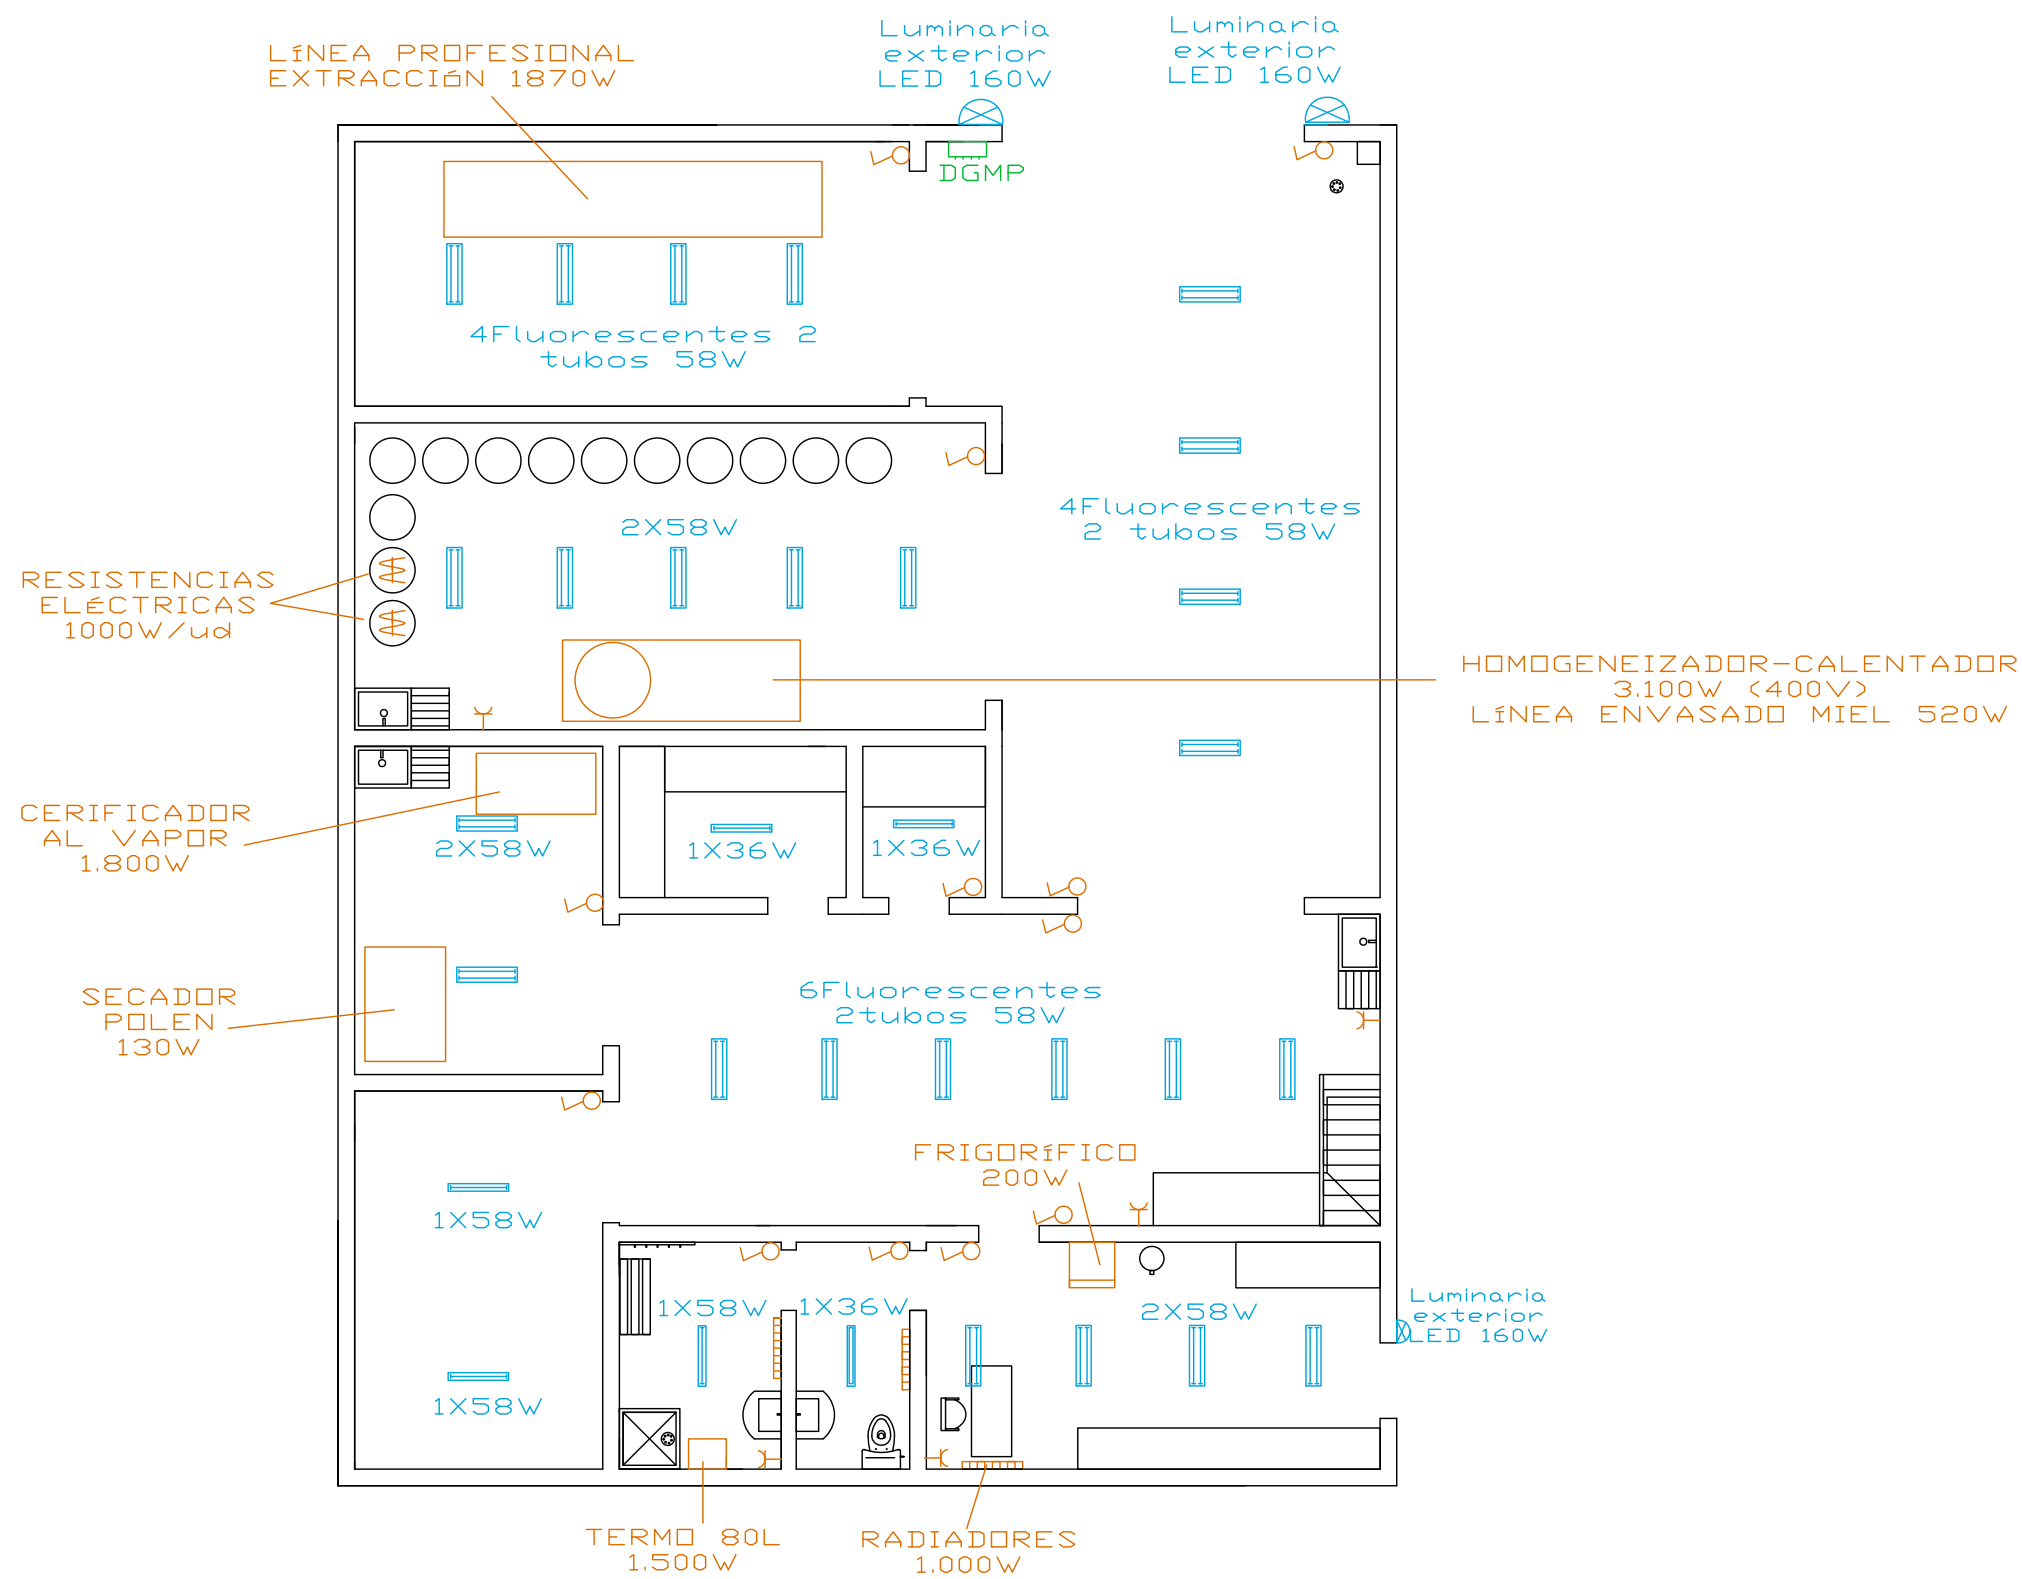 LÍNEA PROFESIONAL
EXTRACCIóN 1870W
Luminaria
exterior
LED 160W
Luminaria
exterior
LED 160W
DGMP
4Fluorescentes 2
tubos 58W
4Fluorescentes
2 tubos 58W
2X58W
RESISTENCIAS
ELÉCTRICAS
1000W/ud
HOMOGENEIZADOR-CALENTADOR
3.100W (400V)
LÍNEA ENVASADO MIEL 520W
CERIFICADOR
AL VAPOR
1.800W
2X58W
1X36W
1X36W
SECADOR
POLEN
130W
6Fluorescentes
2tubos 58W
FRIGORÍFICO
200W
1X58W
1X58W
1X58W
1X36W
2X58W
Luminaria
exterior
LED 160W
TERMO 80L
1.500W
RADIADORES
1.000W